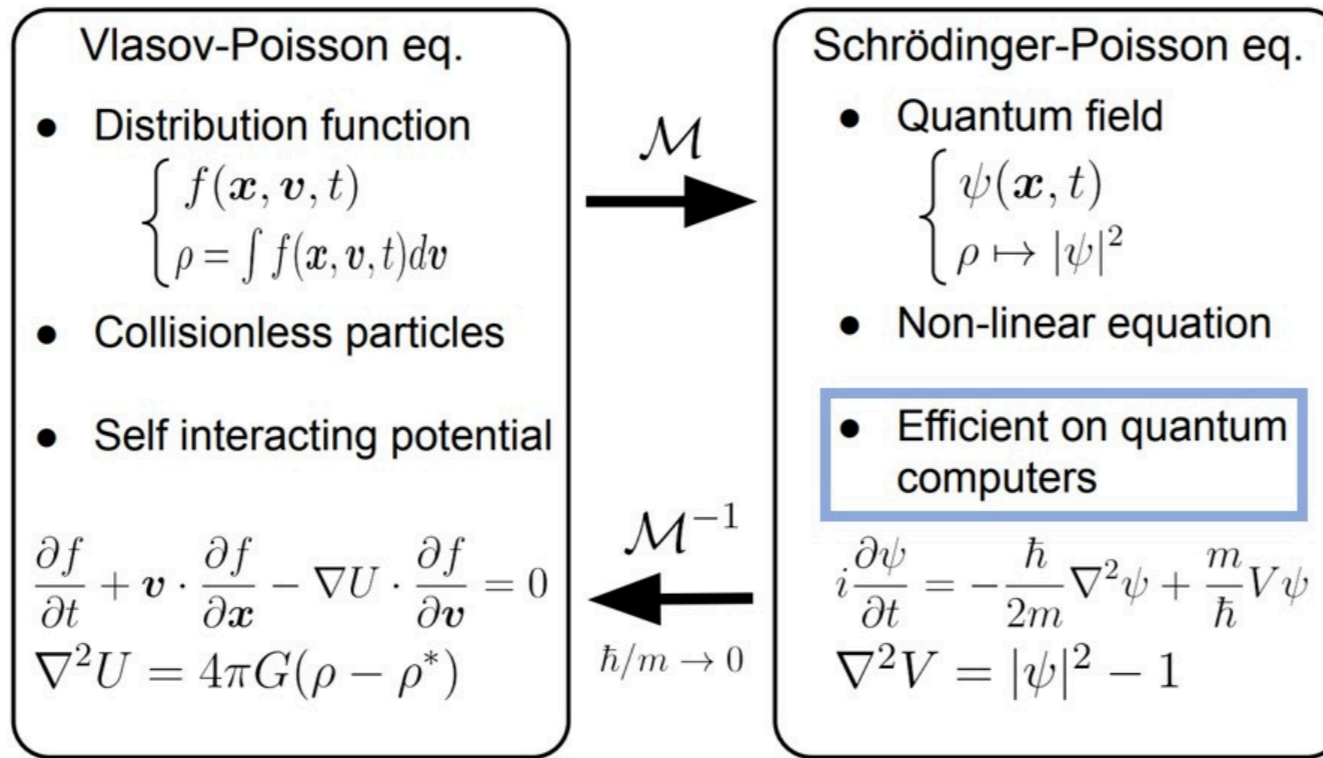 Vlasov-Poisson eq.
● Distribution function
{ f(𝒙, 𝒗, t)
ρ = ∫ f(𝒙, 𝒗, t)d𝒗
● Collisionless particles
● Self interacting potential
∂f/∂t + 𝒗 · ∂f/∂𝒙 − ∇U · ∂f/∂𝒗 = 0
∇²U = 4πG(ρ − ρ*)
ℳ
ℳ⁻¹
ℏ/m → 0
Schrödinger-Poisson eq.
● Quantum field
{ ψ(𝒙, t)
ρ ↦ |ψ|²
● Non-linear equation
● Efficient on quantum
computers
i ∂ψ/∂t = −ℏ/2m ∇²ψ + m/ℏ Vψ
∇²V = |ψ|² − 1